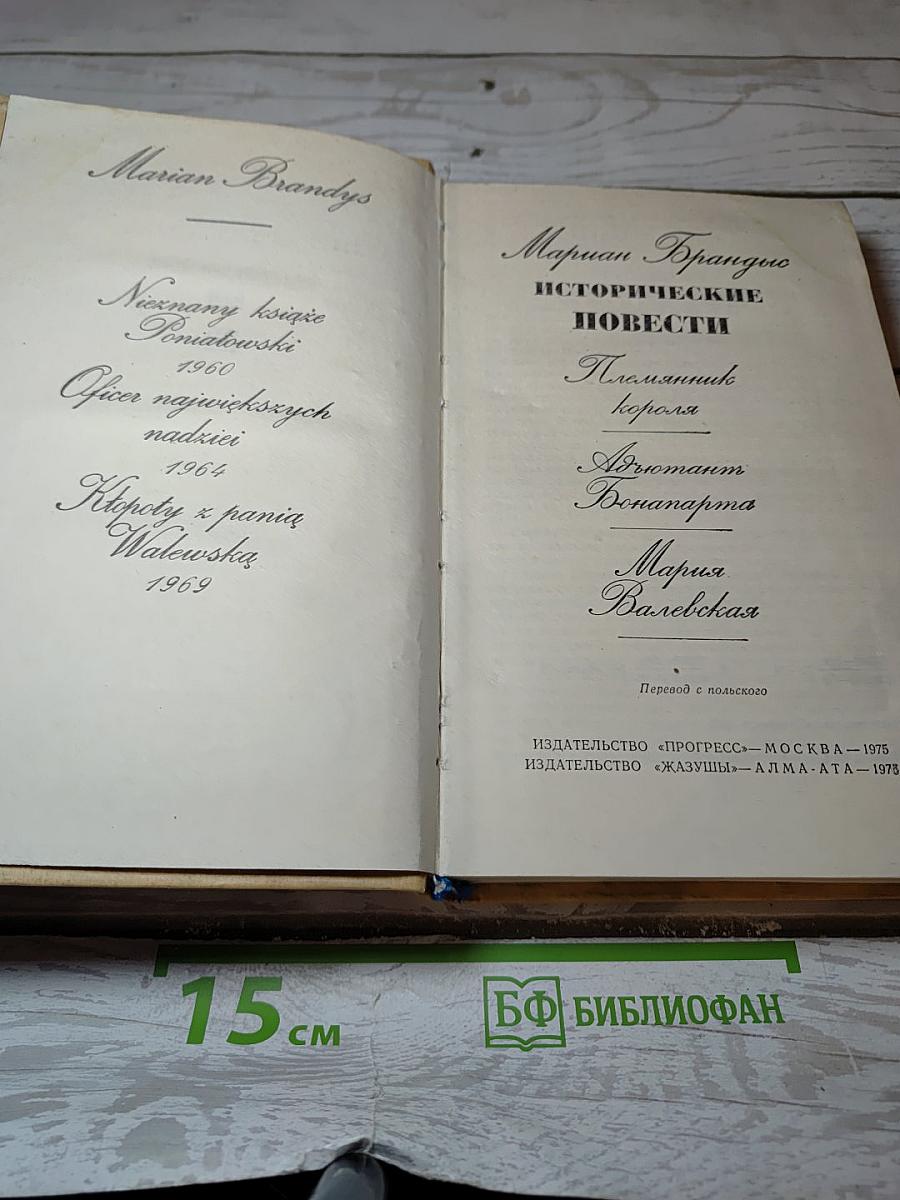 Marian Brandys
Nieznany książe
Poniatowski
1960
Oficer największych
nadziei
1964
Kłopoty z panią
Walewską
1969
Мариан Брандыс
ИСТОРИЧЕСКИЕ
ПОВЕСТИ
Племянник
короля
Адъютант
Бонапарта
Мария
Валевская
Перевод с польского
ИЗДАТЕЛЬСТВО «ПРОГРЕСС»—МОСКВА—1975
ИЗДАТЕЛЬСТВО «ЖАЗУШЫ»—АЛМА-АТА—1975
15 см
БФ БИБЛИОФАН